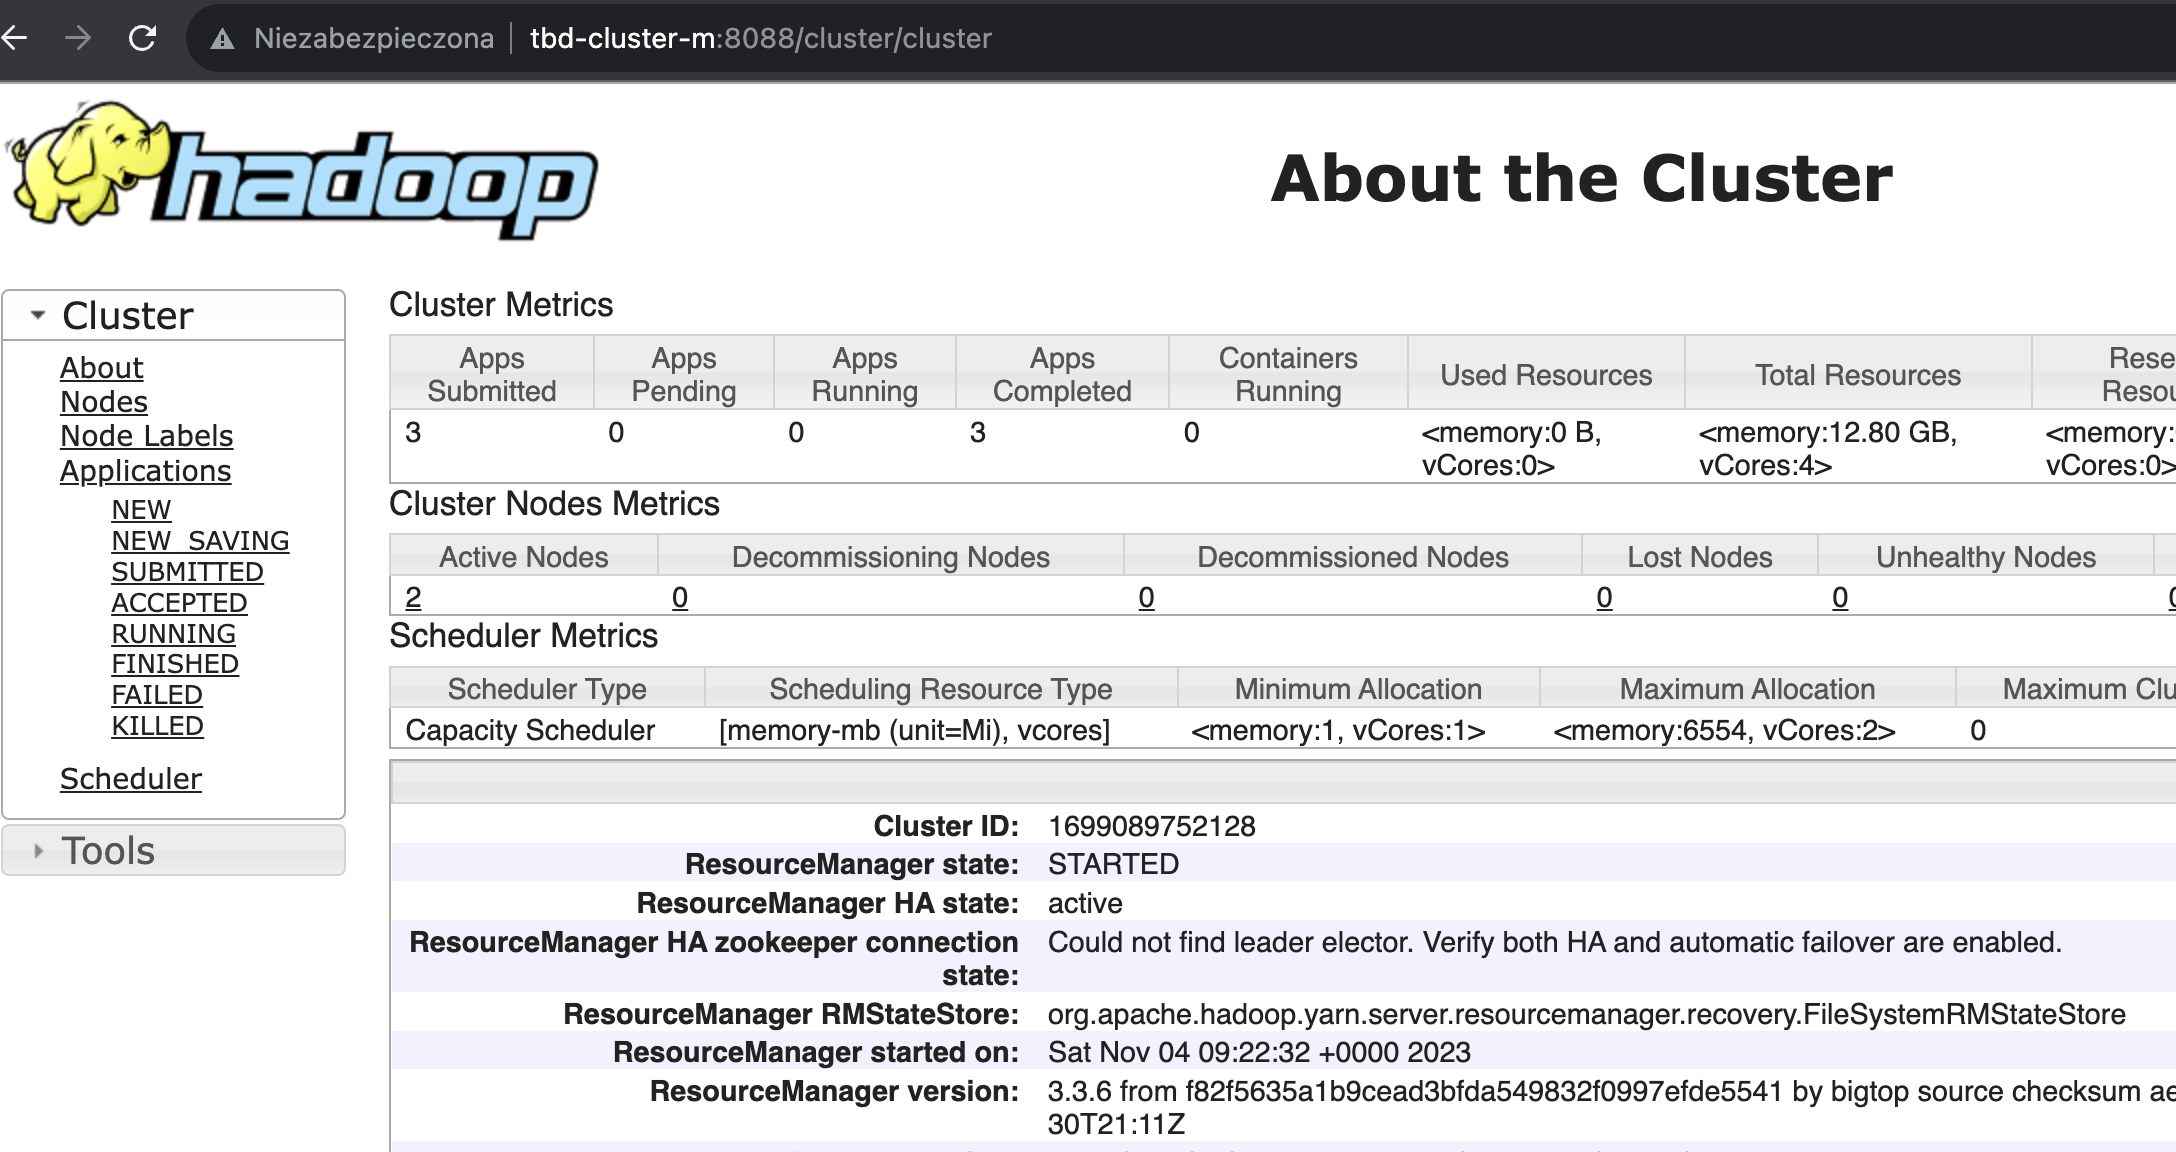 Niezabezpieczona tbd-cluster-m:8088/cluster/cluster
hadoop
About the Cluster
Cluster
About
Nodes
Node Labels
Applications
NEW
NEW_SAVING
SUBMITTED
ACCEPTED
RUNNING
FINISHED
FAILED
KILLED
Scheduler
Tools
Cluster Metrics
Apps Submitted Apps Pending Apps Running Apps Completed Containers Running Used Resources Total Resources
3 0 0 3 0 <memory:0 B, vCores:0> <memory:12.80 GB, vCores:4> <memory: vCores:0>
Cluster Nodes Metrics
Active Nodes Decommissioning Nodes Decommissioned Nodes Lost Nodes Unhealthy Nodes
2 0 0 0 0
Scheduler Metrics
Scheduler Type Scheduling Resource Type Minimum Allocation Maximum Allocation Maximum
Capacity Scheduler [memory-mb (unit=Mi), vcores] <memory:1, vCores:1> <memory:6554, vCores:2> 0
Cluster ID: 1699089752128
ResourceManager state: STARTED
ResourceManager HA state: active
ResourceManager HA zookeeper connection state: Could not find leader elector. Verify both HA and automatic failover are enabled.
ResourceManager RMStateStore: org.apache.hadoop.yarn.server.resourcemanager.recovery.FileSystemRMStateStore
ResourceManager started on: Sat Nov 04 09:22:32 +0000 2023
ResourceManager version: 3.3.6 from f82f5635a1b9cead3bfda549832f0997efde5541 by bigtop source checksum
30T21:11Z